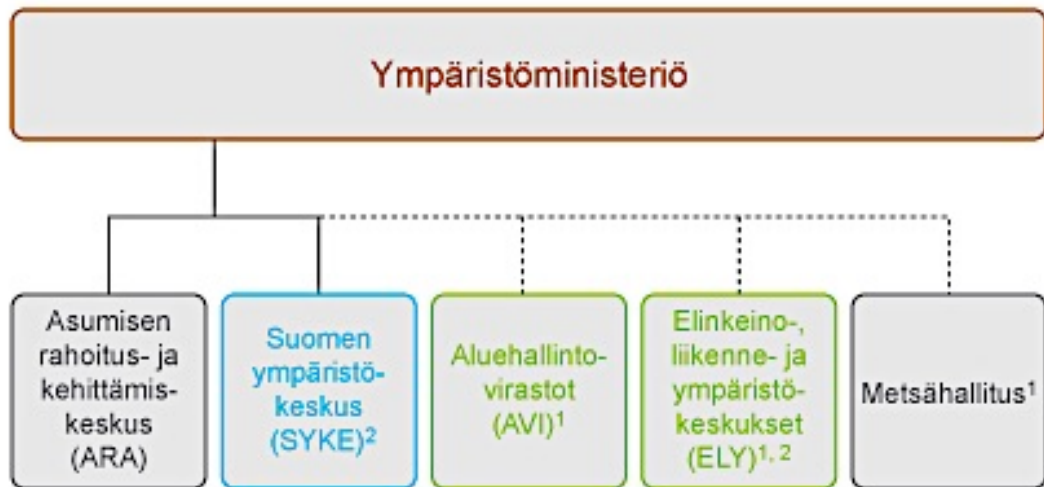 Ympäristöministeriö
Asumisen
rahoitus- ja
kehittämis-
keskus
(ARA)
Suomen
ympäristö-
keskus
(SYKE)²
Aluehallinto-
virastot
(AVI)¹
Elinkeino-,
liikenne- ja
ympäristö-
keskukset
(ELY)¹, ²
Metsähallitus¹